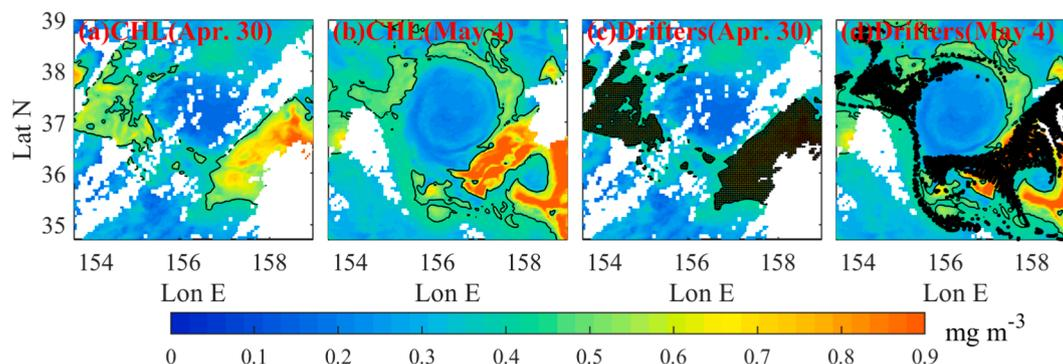 (a)CHL(Apr. 30) (b)CHL(May 4) (c)Drifters(Apr. 30) (d)Drifters(May 4)
39
38
37
36
35
Lat N
154 156 158 154 156 158 154 156 158 154 156 158
Lon E Lon E Lon E Lon E
mg m-3
0 0.1 0.2 0.3 0.4 0.5 0.6 0.7 0.8 0.9